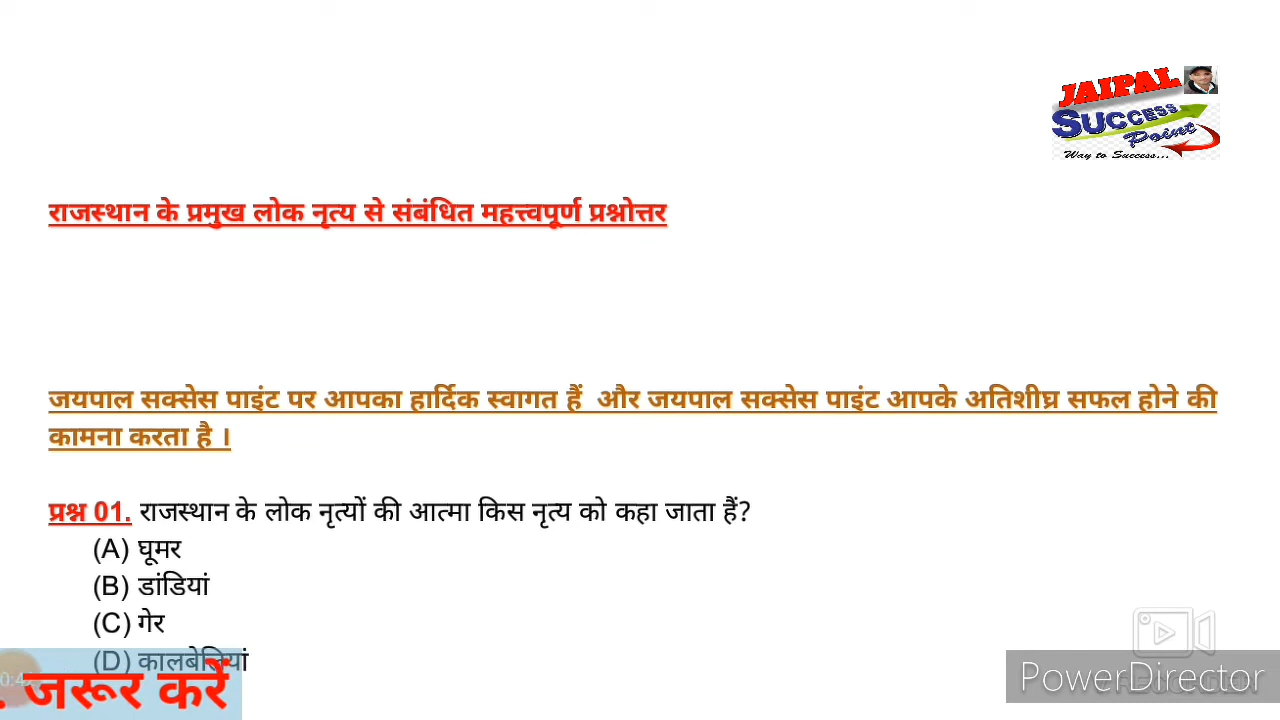 JAIPAL
SUCCESS
Point
Way to Success...
राजस्थान के प्रमुख लोक नृत्य से संबंधित महत्त्वपूर्ण प्रश्नोत्तर
जयपाल सक्सेस पाइंट पर आपका हार्दिक स्वागत हैं और जयपाल सक्सेस पाइंट आपके अतिशीघ्र सफल होने की
कामना करता है ।
प्रश्न 01. राजस्थान के लोक नृत्यों की आत्मा किस नृत्य को कहा जाता हैं?
(A) घूमर
(B) डांडियां
(C) गेर
(D) कालबेलियां
जरूर करें
PowerDirector